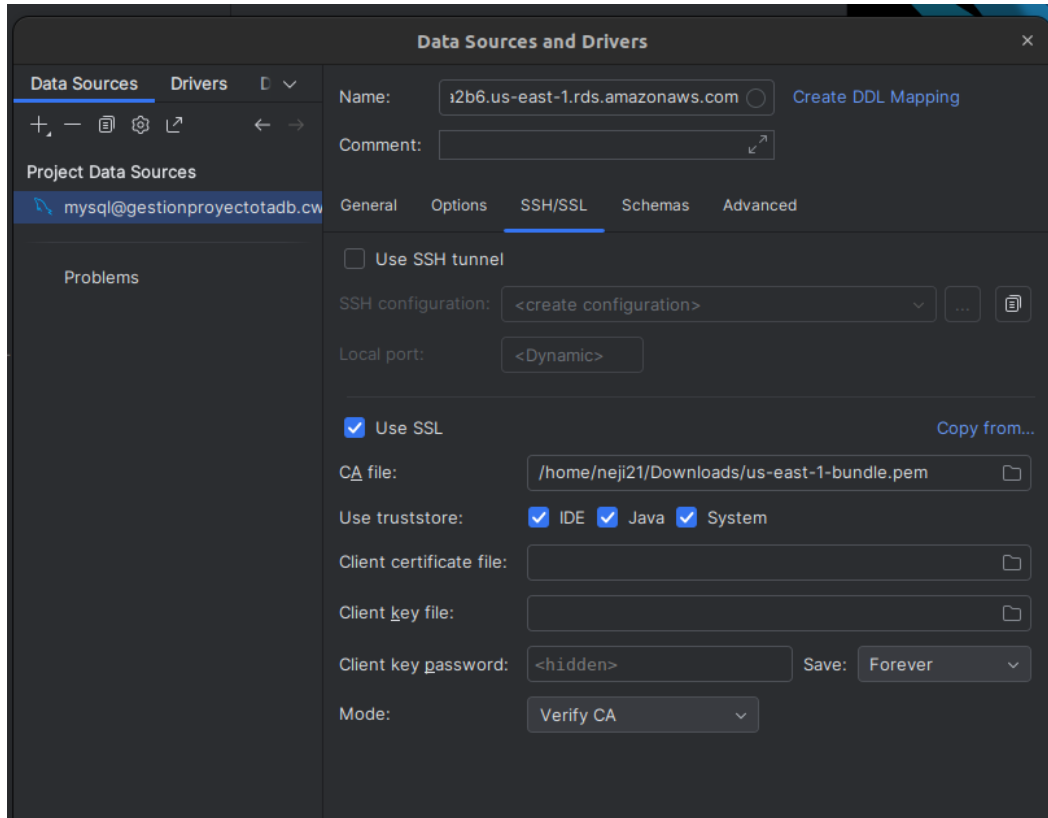 Data Sources and Drivers
Data Sources Drivers D
Project Data Sources
mysql@gestionproyectotadb.cw
Problems
Name: a2b6.us-east-1.rds.amazonaws.com Create DDL Mapping
Comment:
General Options SSH/SSL Schemas Advanced
Use SSH tunnel
SSH configuration: <create configuration> ...
Local port: <Dynamic>
Use SSL Copy from...
CA file: /home/neji21/Downloads/us-east-1-bundle.pem
Use truststore: IDE Java System
Client certificate file:
Client key file:
Client key password: <hidden> Save: Forever
Mode: Verify CA